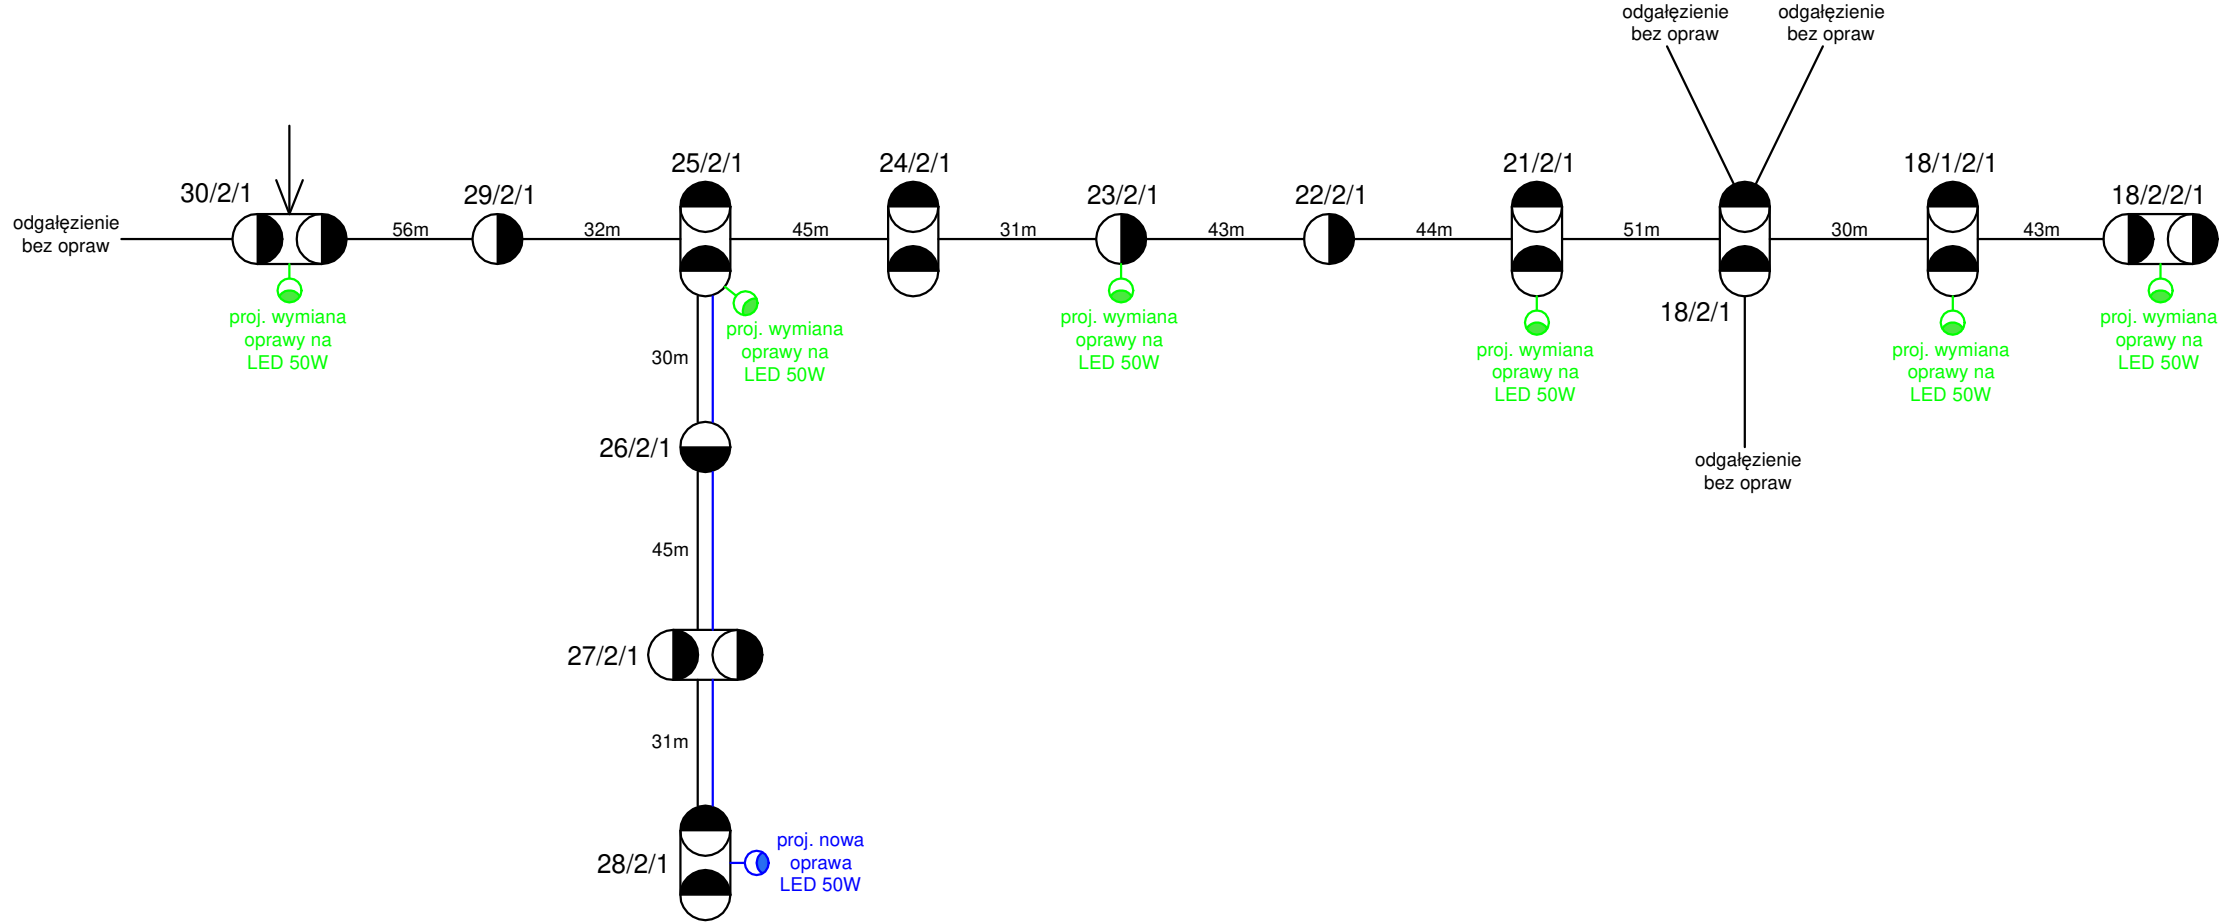 odgałęzienie
bez opraw
odgałęzienie
bez opraw
25/2/1
24/2/1
21/2/1
18/1/2/1
30/2/1
29/2/1
23/2/1
22/2/1
18/2/2/1
odgałęzienie
bez opraw
56m
32m
45m
31m
43m
44m
51m
30m
43m
18/2/1
proj. wymiana
oprawy na
LED 50W
proj. wymiana
oprawy na
LED 50W
proj. wymiana
oprawy na
LED 50W
proj. wymiana
oprawy na
LED 50W
proj. wymiana
oprawy na
LED 50W
proj. wymiana
oprawy na
LED 50W
30m
26/2/1
odgałęzienie
bez opraw
45m
27/2/1
31m
28/2/1
proj. nowa
oprawa
LED 50W